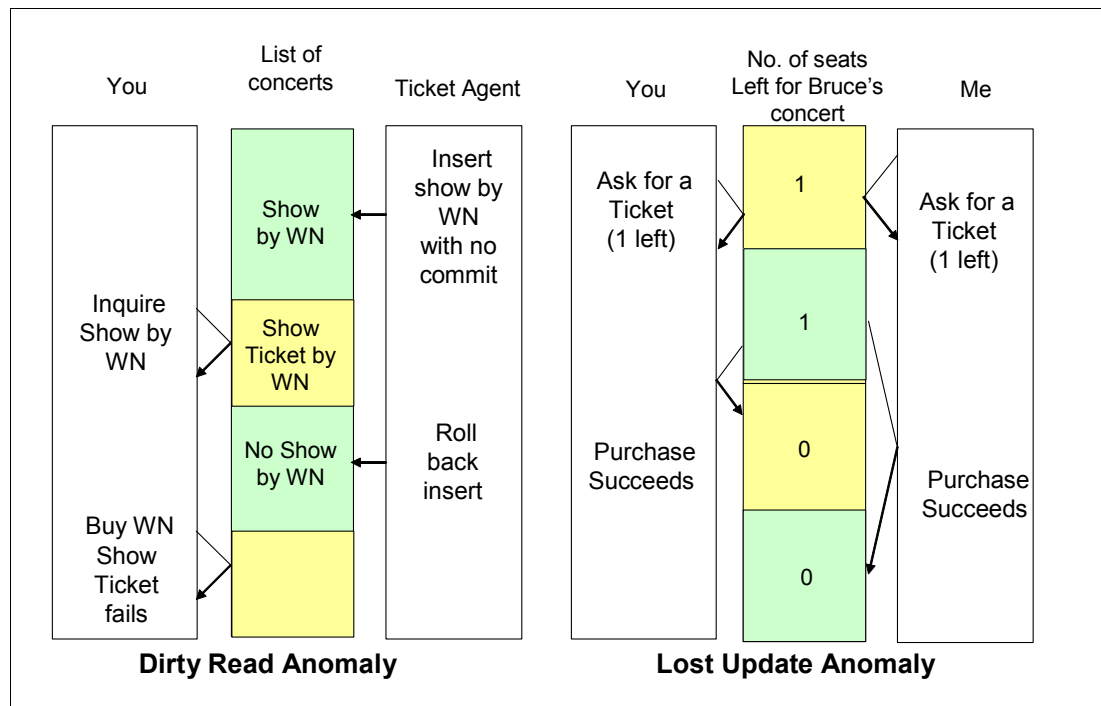 You
List of
concerts
Ticket Agent
Insert
show by
WN
with no
commit
Show
by WN
Inquire
Show by
WN
Show
Ticket by
WN
No Show
by WN
Roll
back
insert
Buy WN
Show
Ticket
fails
Dirty Read Anomaly
You
No. of seats
Left for Bruce's
concert
Me
1
Ask for a
Ticket
(1 left)
Ask for a
Ticket
(1 left)
1
0
Purchase
Succeeds
Purchase
Succeeds
0
Lost Update Anomaly